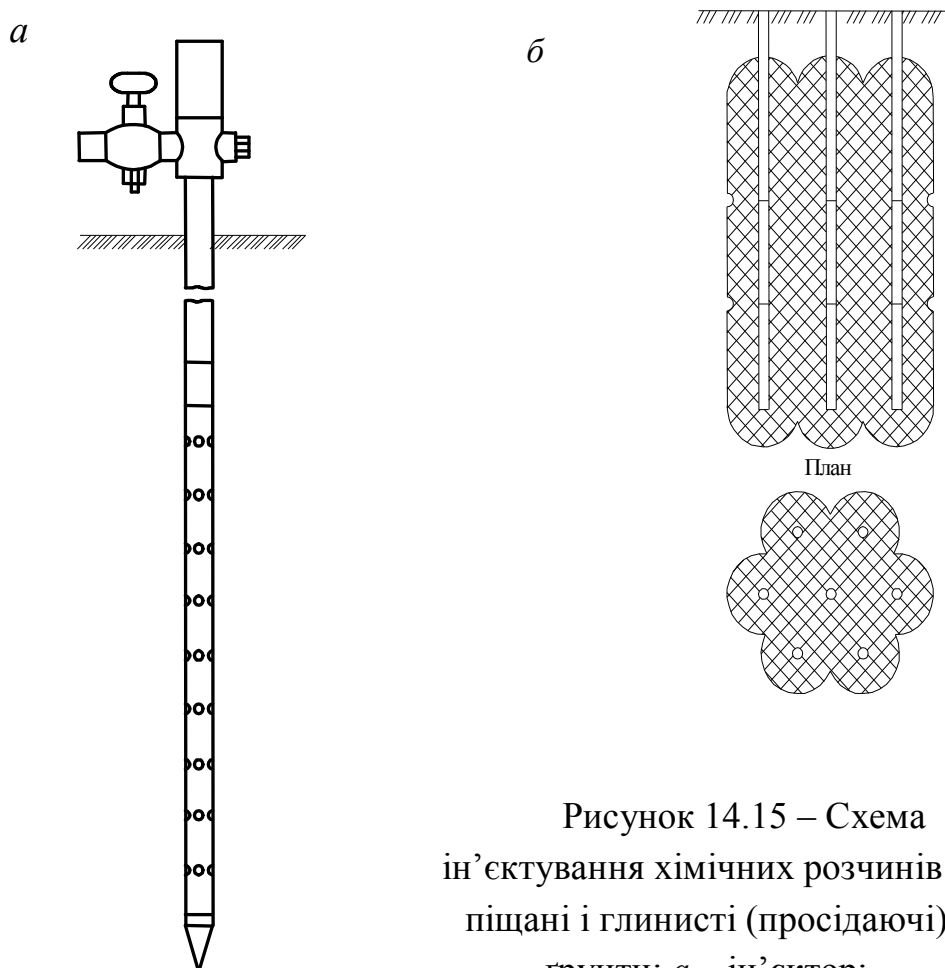 а
б
План
Рисунок 14.15 – Схема
ін’єктування хімічних розчинів
піщані і глинисті (просідаючі)
ґрунти: а – ін’єктор;